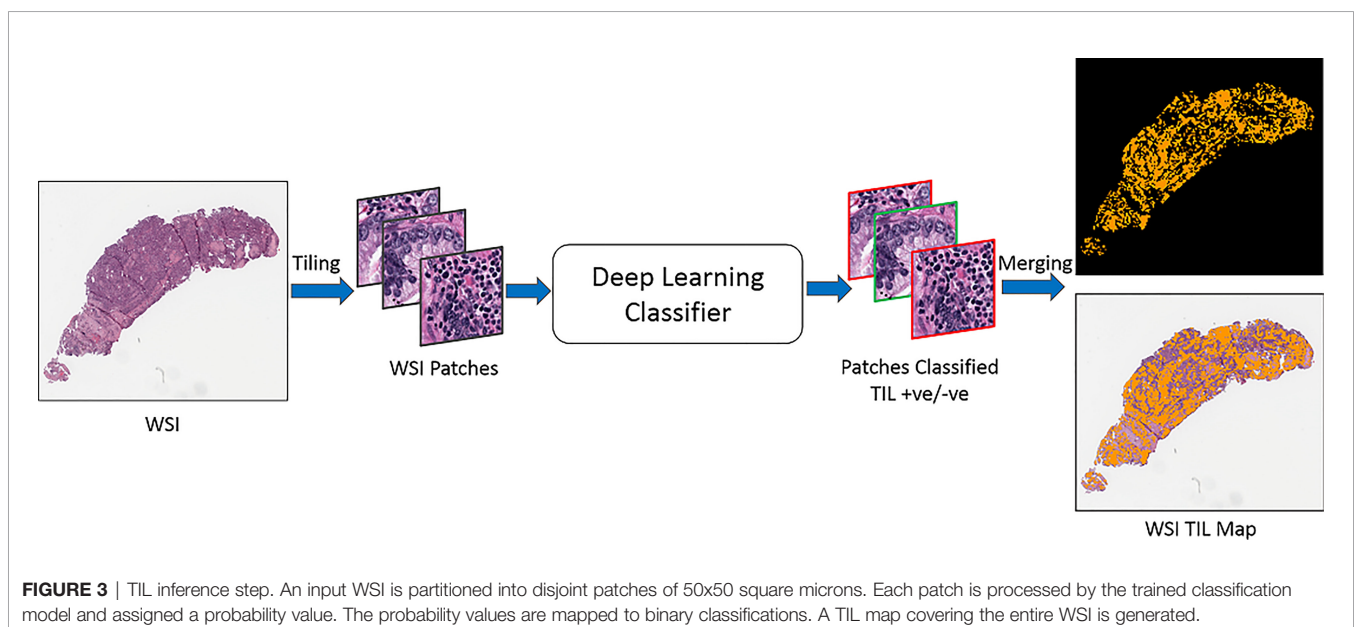 Tiling
WSI
WSI Patches
Deep Learning
Classifier
Patches Classified
TIL +ve/-ve
Merging
WSI TIL Map
FIGURE 3 | TIL inference step. An input WSI is partitioned into disjoint patches of 50x50 square microns. Each patch is processed by the trained classification
model and assigned a probability value. The probability values are mapped to binary classifications. A TIL map covering the entire WSI is generated.